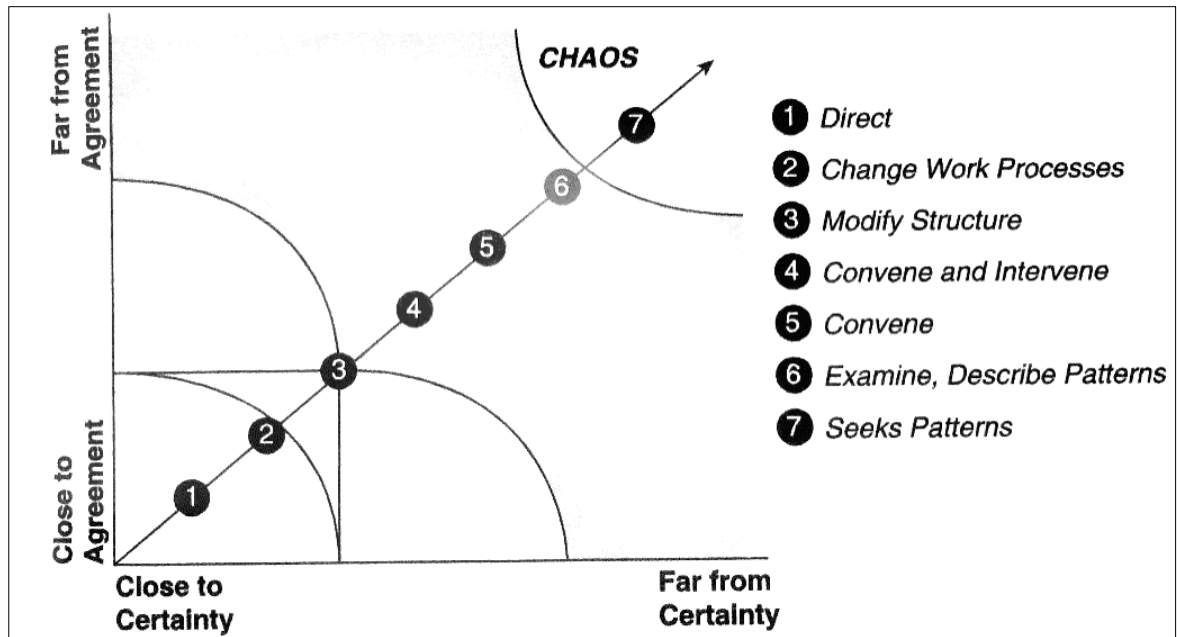 Far from
Agreement
CHAOS
7
6
5
4
3
2
1
Close to
Agreement
Close to
Certainty
Far from
Certainty
1 Direct
2 Change Work Processes
3 Modify Structure
4 Convene and Intervene
5 Convene
6 Examine, Describe Patterns
7 Seeks Patterns